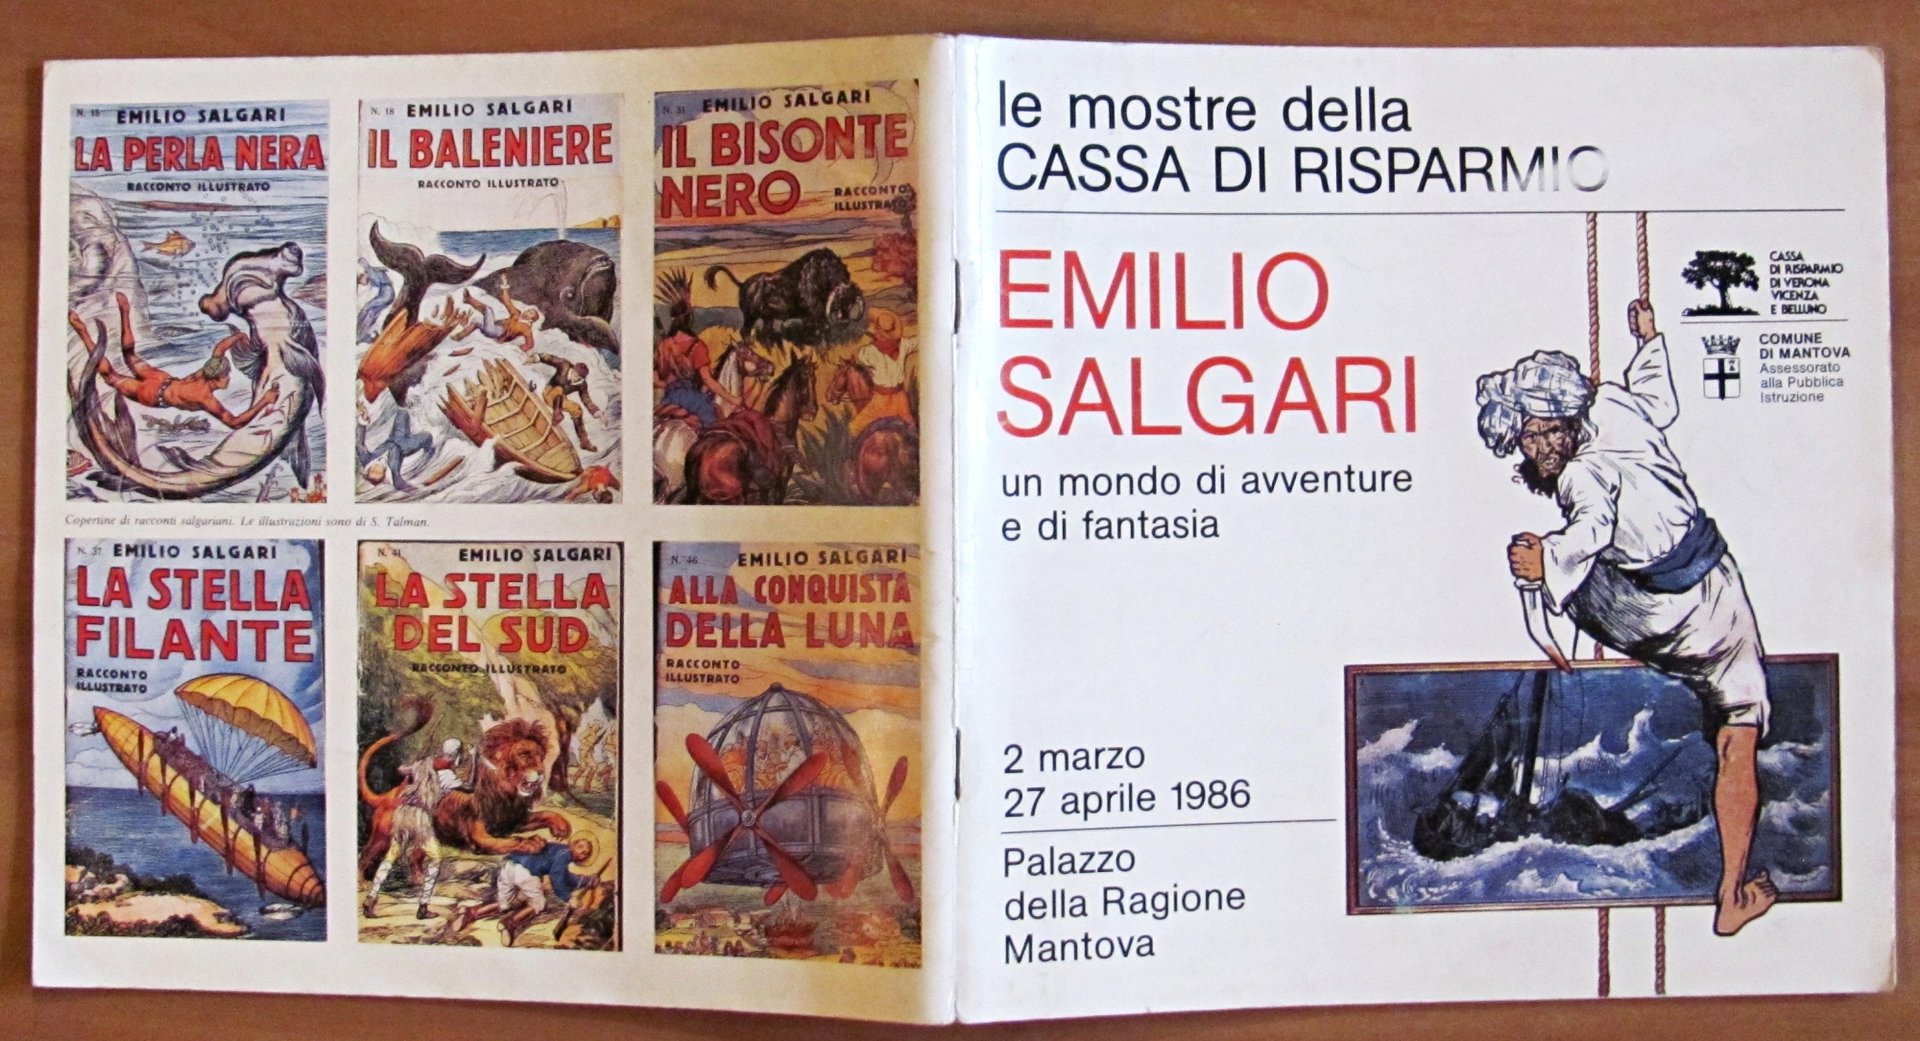 N. 15 EMILIO SALGARI
LA PERLA NERA
RACCONTO ILLUSTRATO
N. 18 EMILIO SALGARI
IL BALENIERE
RACCONTO ILLUSTRATO
N. 31 EMILIO SALGARI
IL BISONTE
NERO
RACCONTO
ILLUSTRATO
Copertine di racconti salgariani. Le illustrazioni sono di S. Talman.
N. 37 EMILIO SALGARI
LA STELLA
FILANTE
RACCONTO
ILLUSTRATO
N. 41 EMILIO SALGARI
LA STELLA
DEL SUD
RACCONTO ILLUSTRATO
N. 46 EMILIO SALGARI
ALLA CONQUISTA
DELLA LUNA
RACCONTO
ILLUSTRATO
le mostre della
CASSA DI RISPARMIO
EMILIO
SALGARI
un mondo di avventure
e di fantasia
CASSA
DI RISPARMIO
DI VERONA
VICENZA
E BELLUNO
COMUNE
DI MANTOVA
Assessorato
alla Pubblica
Istruzione
2 marzo
27 aprile 1986
Palazzo
della Ragione
Mantova